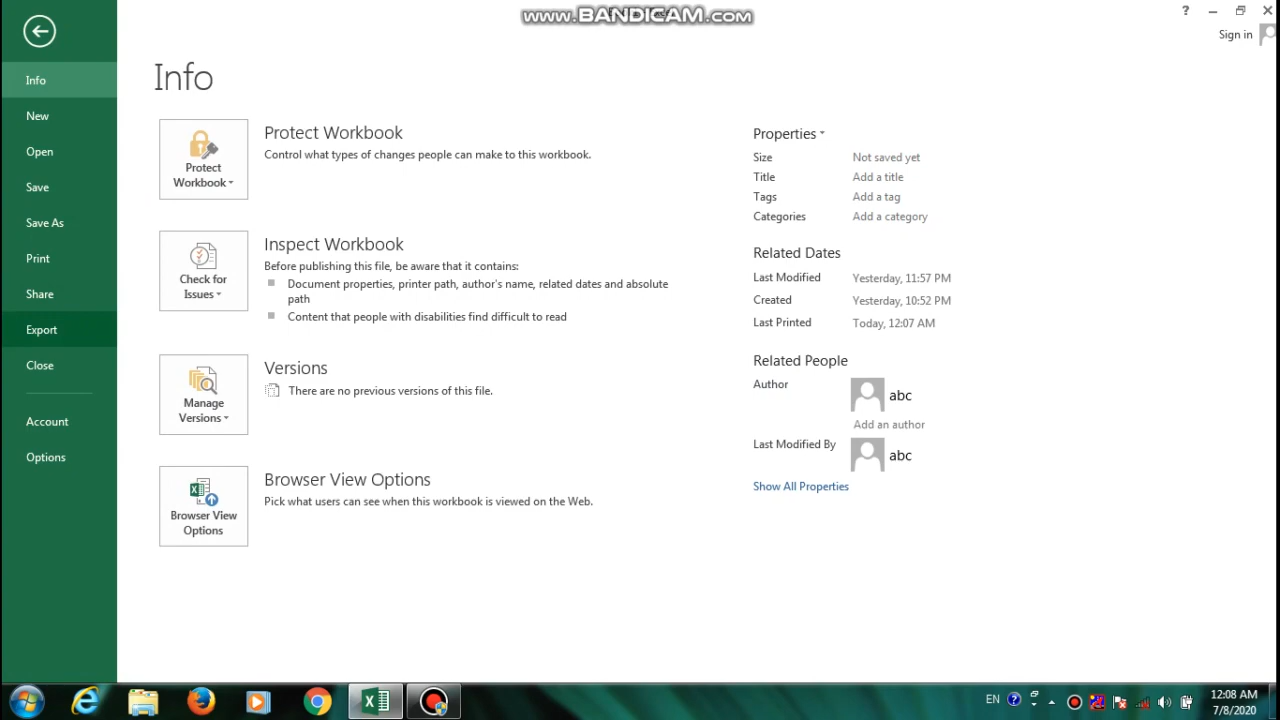 www.BANDICAM.com
Sign in
Info
New
Open
Save
Save As
Print
Share
Export
Close
Account
Options
Info
Protect
Workbook
Protect Workbook
Control what types of changes people can make to this workbook.
Check for
Issues
Inspect Workbook
Before publishing this file, be aware that it contains:
Document properties, printer path, author's name, related dates and absolute
path
Content that people with disabilities find difficult to read
Manage
Versions
Versions
There are no previous versions of this file.
Browser View
Options
Browser View Options
Pick what users can see when this workbook is viewed on the Web.
Properties
Size Not saved yet
Title Add a title
Tags Add a tag
Categories Add a category
Related Dates
Last Modified Yesterday, 11:57 PM
Created Yesterday, 10:52 PM
Last Printed Today, 12:07 AM
Related People
Author abc
Add an author
Last Modified By abc
Show All Properties
EN
12:08 AM
7/8/2020